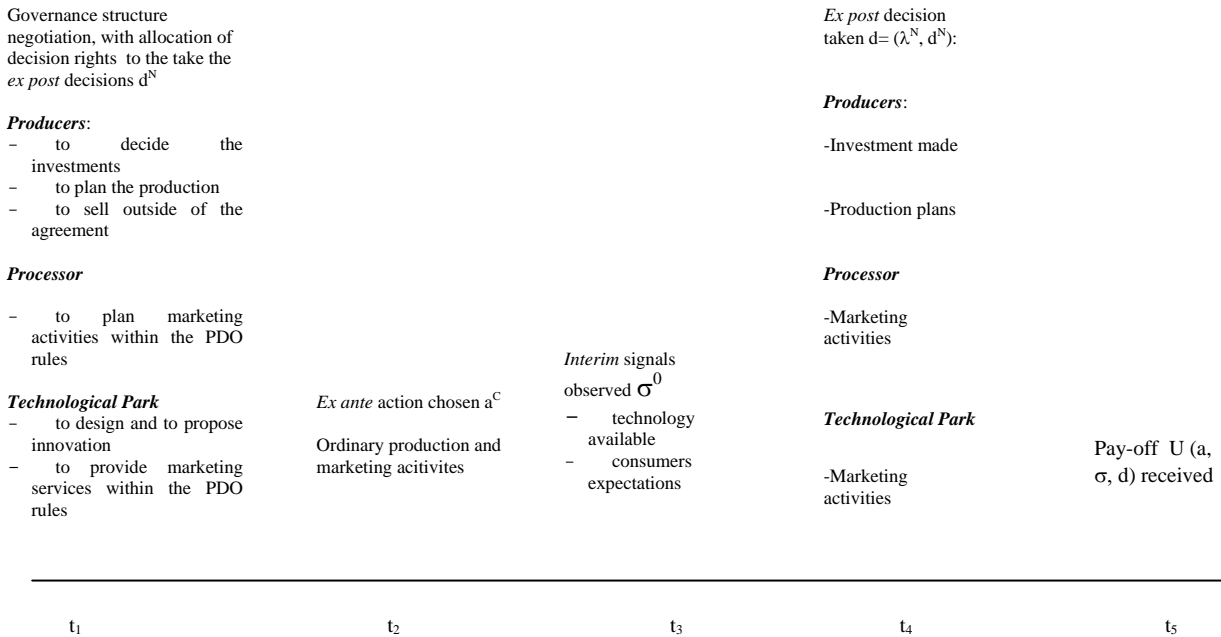 Governance structure
negotiation, with allocation of
decision rights to the take the
ex post decisions dᴺ
Producers:
– to decide the
investments
– to plan the production
– to sell outside of the
agreement
Processor
– to plan marketing
activities within the PDO
rules
Technological Park
– to design and to propose
innovation
– to provide marketing
services within the PDO
rules
Ex ante action chosen aᶜ
Ordinary production and
marketing acitivites
Interim signals
observed σ⁰
– technology
available
– consumers
expectations
Ex post decision
taken d= (λᴺ, dᴺ):
Producers:
-Investment made
-Production plans
Processor
-Marketing
activities
Technological Park
-Marketing
activities
Pay-off U (a,
σ, d) received
t₁ t₂ t₃ t₄ t₅